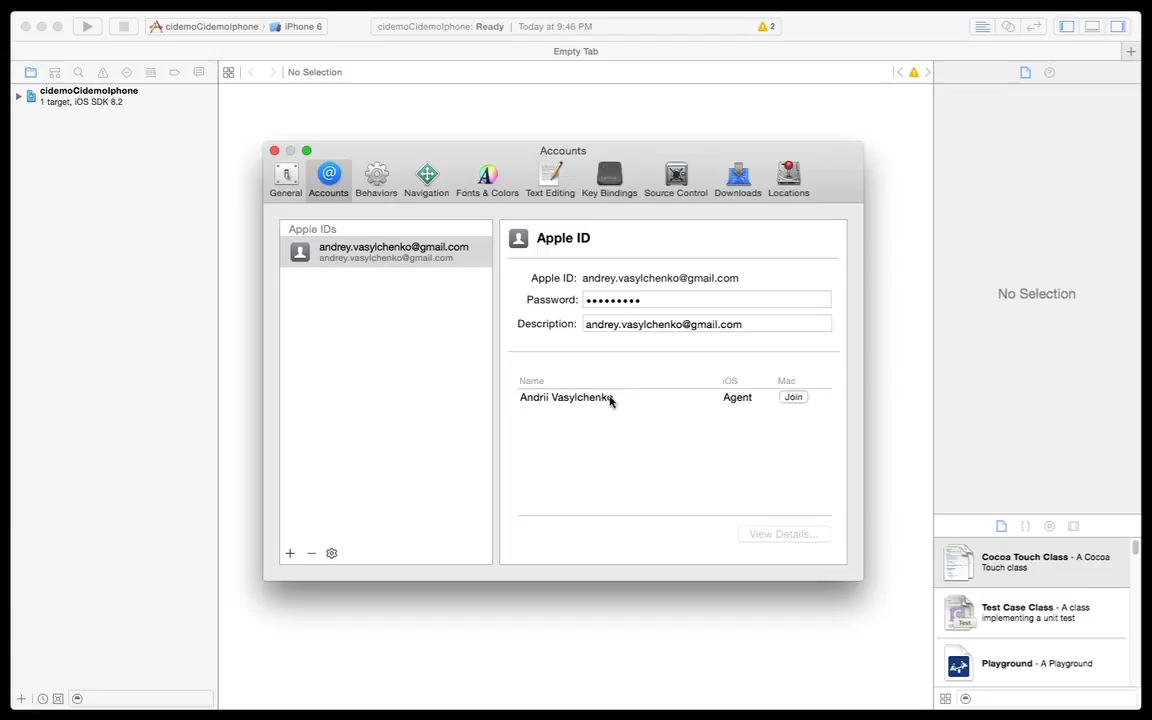 cidemoCidemoIphone
iPhone 6
cidemoCidemoIphone: Ready | Today at 9:46 PM
2
Empty Tab
No Selection
cidemoCidemoIphone
1 target, iOS SDK 8.2
Accounts
General
Accounts
Behaviors
Navigation
Fonts & Colors
Text Editing
Key Bindings
Source Control
Downloads
Locations
Apple IDs
andrey.vasylchenko@gmail.com
andrey.vasylchenko@gmail.com
Apple ID
Apple ID: andrey.vasylchenko@gmail.com
Password: •••••••••
Description: andrey.vasylchenko@gmail.com
Name iOS Mac
Andrii Vasylchenko Agent Join
View Details...
No Selection
Cocoa Touch Class - A Cocoa
Touch class
Test Case Class - A class
implementing a unit test
Test
Playground - A Playground